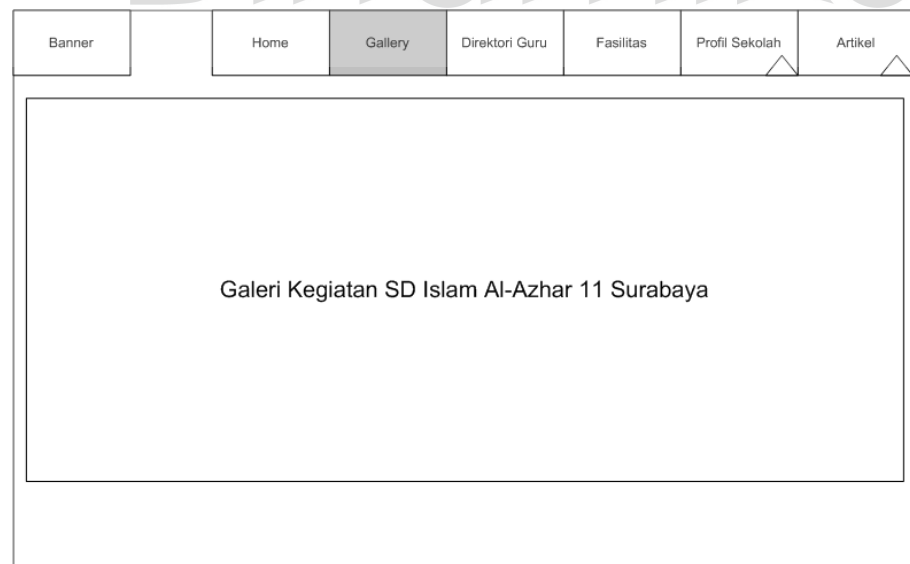 Banner
Home
Gallery
Direktori Guru
Fasilitas
Profil Sekolah
Artikel
Galeri Kegiatan SD Islam Al-Azhar 11 Surabaya